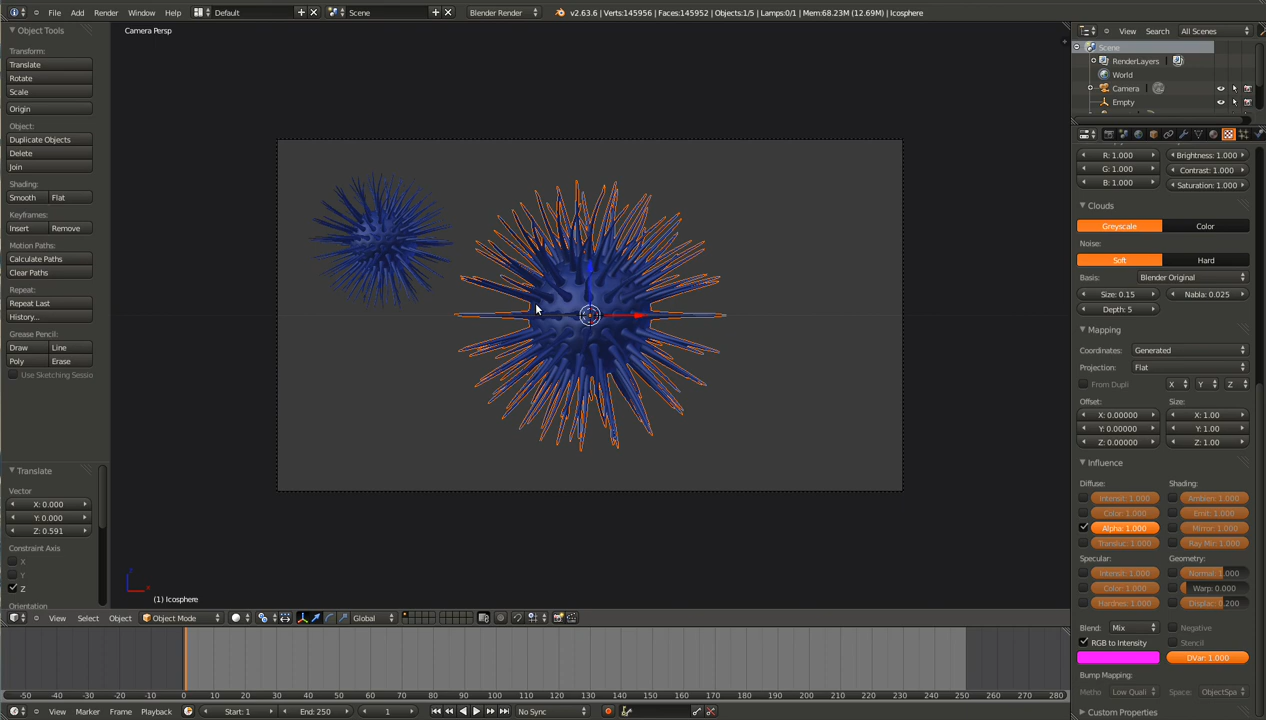 File Add Render Window Help Default Scene Blender Render v2.63.6 | Verts:145956 | Faces:145952 | Objects:1/5 | Lamps:0/1 | Mem:68.23M (12.69M) | Icosphere
Object Tools
Transform:
Translate
Rotate
Scale
Origin
Object:
Duplicate Objects
Delete
Join
Shading:
Smooth Flat
Keyframes:
Insert Remove
Motion Paths:
Calculate Paths
Clear Paths
Repeat:
Repeat Last
History...
Grease Pencil:
Draw Line
Poly Erase
Use Sketching Sessio
Translate
Vector
X: 0.000
Y: 0.000
Z: 0.591
Constraint Axis
X
Y
Z
Orientation
Camera Persp
z
x
(1) Icosphere
View Select Object Object Mode Global
-50 -40 -30 -20 -10 0 10 20 30 40 50 60 70 80 90 100 110 120 130 140 150 160 170 180 190 200 210 220 230 240 250 260 270 280
View Marker Frame Playback Start: 1 End: 250 1 No Sync
View Search All Scenes
Scene
RenderLayers
World
Camera
Empty
R: 1.000 Brightness: 1.000
G: 1.000 Contrast: 1.000
B: 1.000 Saturation: 1.000
Clouds
Greyscale Color
Noise:
Soft Hard
Basis: Blender Original
Size: 0.15 Nabla: 0.025
Depth: 5
Mapping
Coordinates: Generated
Projection: Flat
From Dupli X Y Z
Offset: Size:
X: 0.00000 X: 1.00
Y: 0.00000 Y: 1.00
Z: 0.00000 Z: 1.00
Influence
Diffuse: Shading:
Intensit: 1.000 Ambien: 1.000
Color: 1.000 Emit: 1.000
Alpha: 1.000 Mirror: 1.000
Transluc: 1.000 Ray Mir: 1.000
Specular: Geometry:
Intensit: 1.000 Normal: 1.000
Color: 1.000 Warp: 0.000
Hardnes: 1.000 Displac: 0.200
Blend: Mix Negative
RGB to Intensity Stencil
DVar: 1.000
Bump Mapping:
Metho Low Quali Space: ObjectSpa
Custom Properties